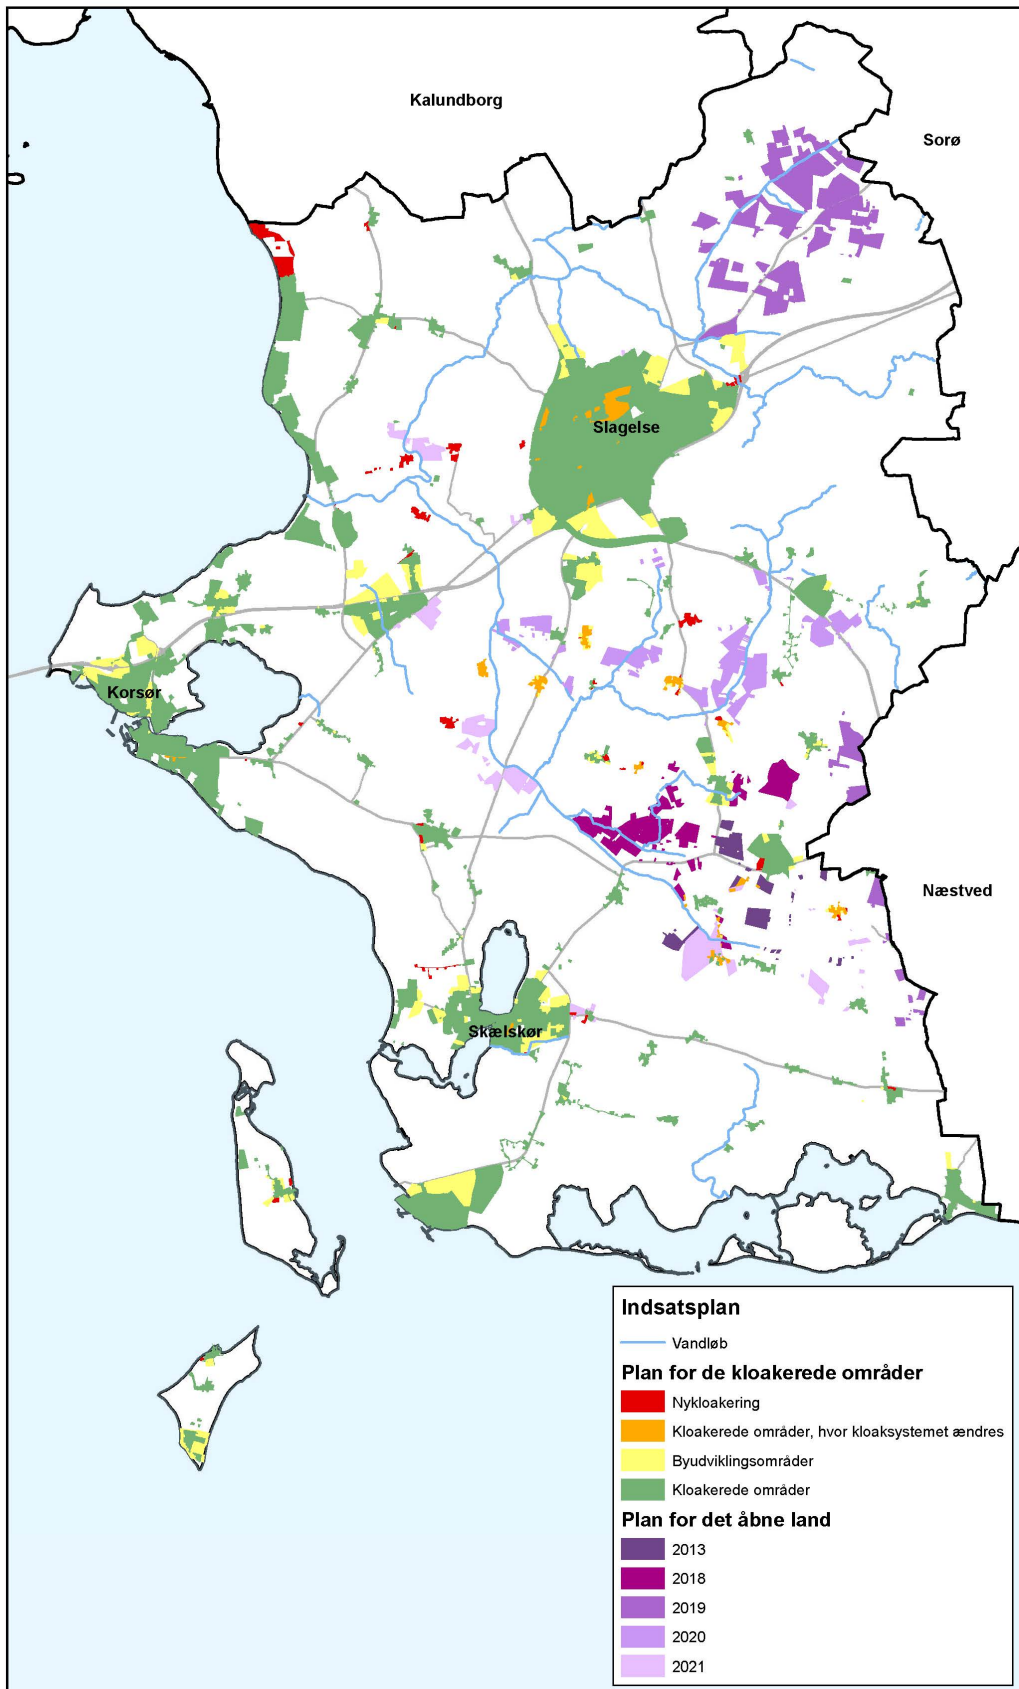 Kalundborg
Sorø
Slagelse
Korsør
Næstved
Skælskør
Indsatsplan
Vandløb
Plan for de kloakerede områder
Nykloakering
Kloakerede områder, hvor kloaksystemet ændres
Byudviklingsområder
Kloakerede områder
Plan for det åbne land
2013
2018
2019
2020
2021